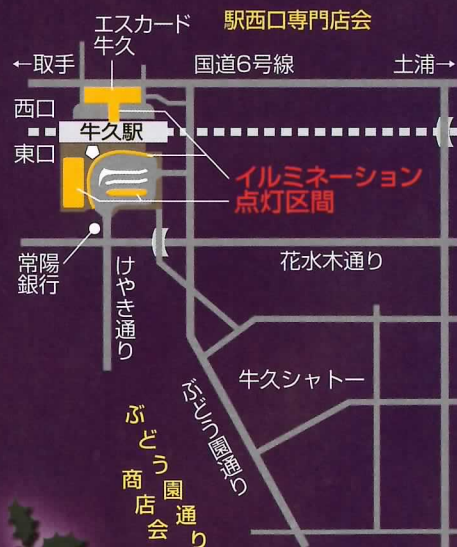 駅西口専門店会
エスカード
牛久
←取手
国道6号線
土浦→
西口
牛久駅
東口
イルミネーション
点灯区間
常陽
銀行
けやき通り
花水木通り
牛久シャトー
ぶどう園通り
ぶどう園通り
商店会